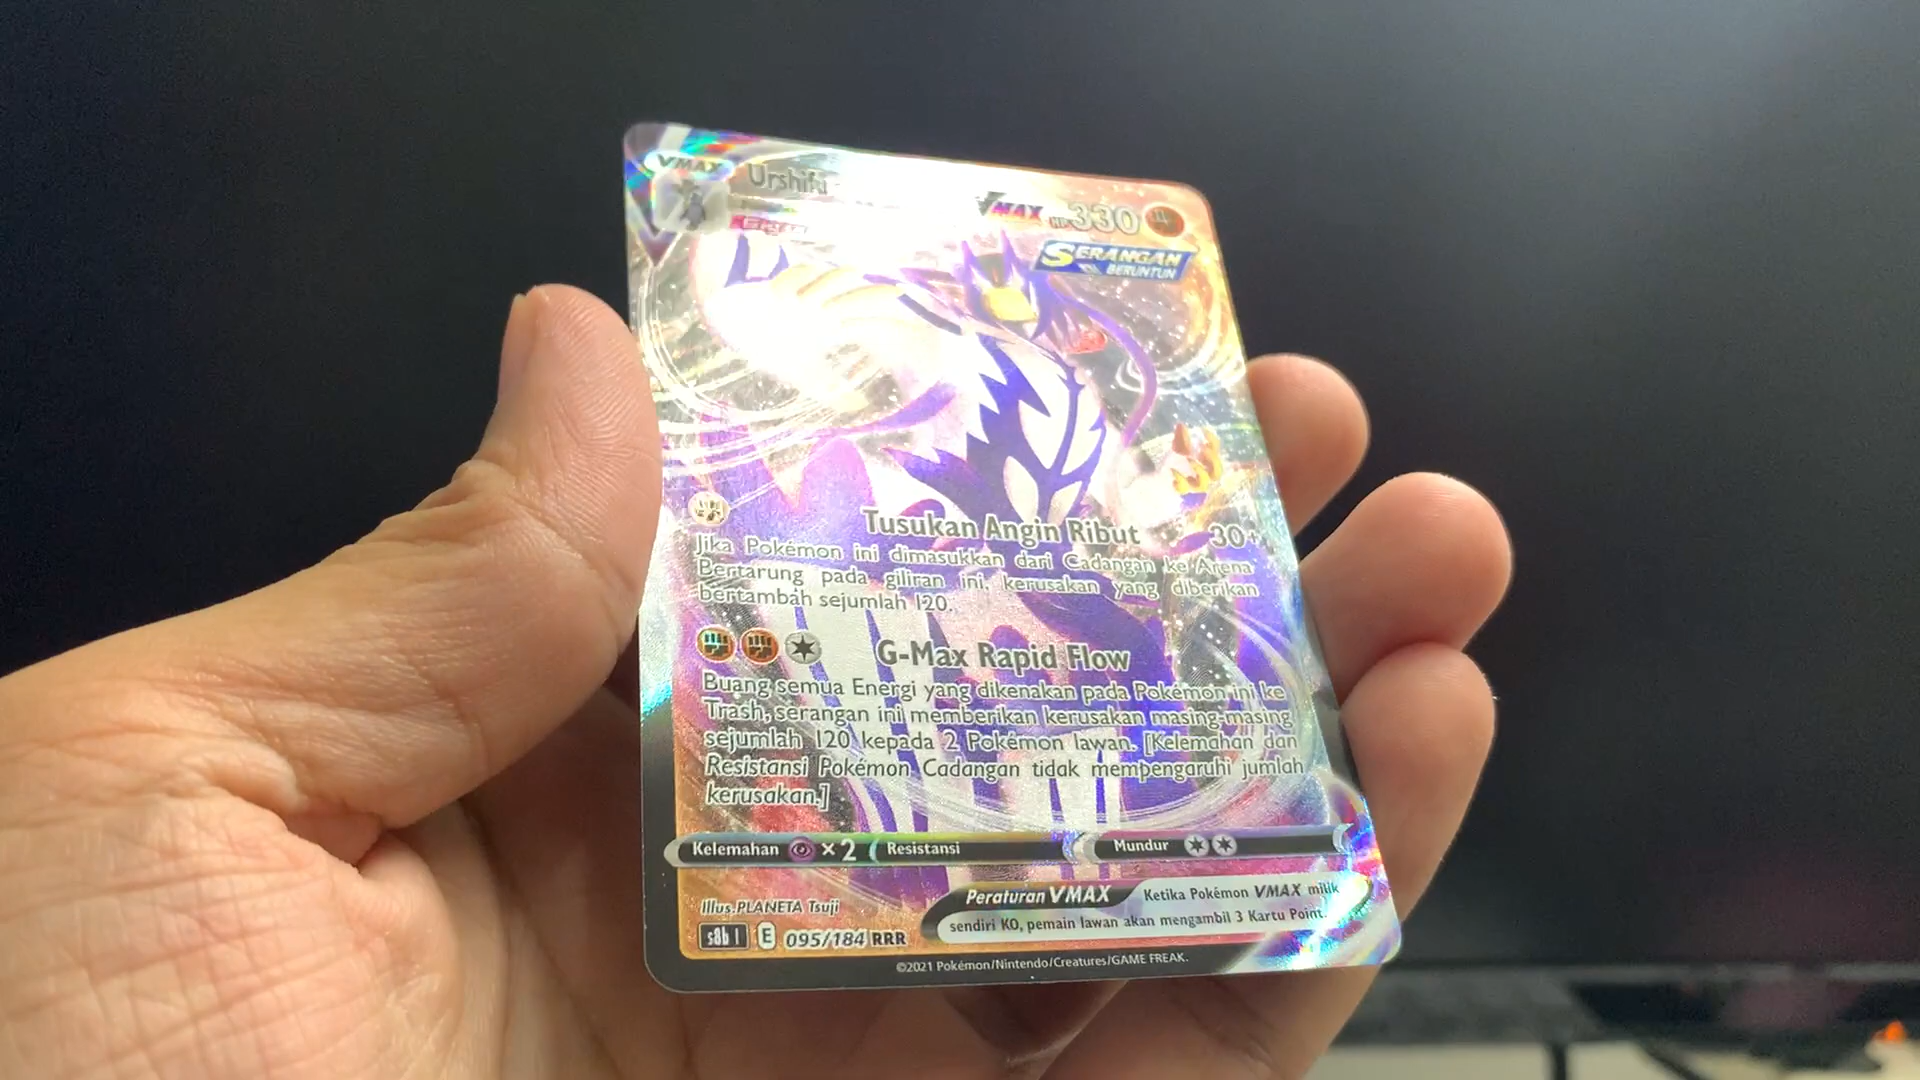 VMAX Urshifu
VMAX HP 330
SERANGAN
BERUNTUN
Tusukan Angin Ribut 30+
Jika Pokémon ini dimasukkan dari Cadangan ke Arena
Bertarung pada giliran ini, kerusakan yang diberikan
bertambah sejumlah 120.
G-Max Rapid Flow
Buang semua Energi yang dikenakan pada Pokémon ini ke
Trash, serangan ini memberikan kerusakan masing-masing
sejumlah 120 kepada 2 Pokémon lawan. [Kelemahan dan
Resistansi Pokémon Cadangan tidak mempengaruhi jumlah
kerusakan.]
Kelemahan ×2 Resistansi Mundur
Peraturan VMAX Ketika Pokémon VMAX milik
sendiri KO, pemain lawan akan mengambil 3 Kartu Point.
Illus. PLANETA Tsuji
s8b I E 095/184 RRR
©2021 Pokémon/Nintendo/Creatures/GAME FREAK.